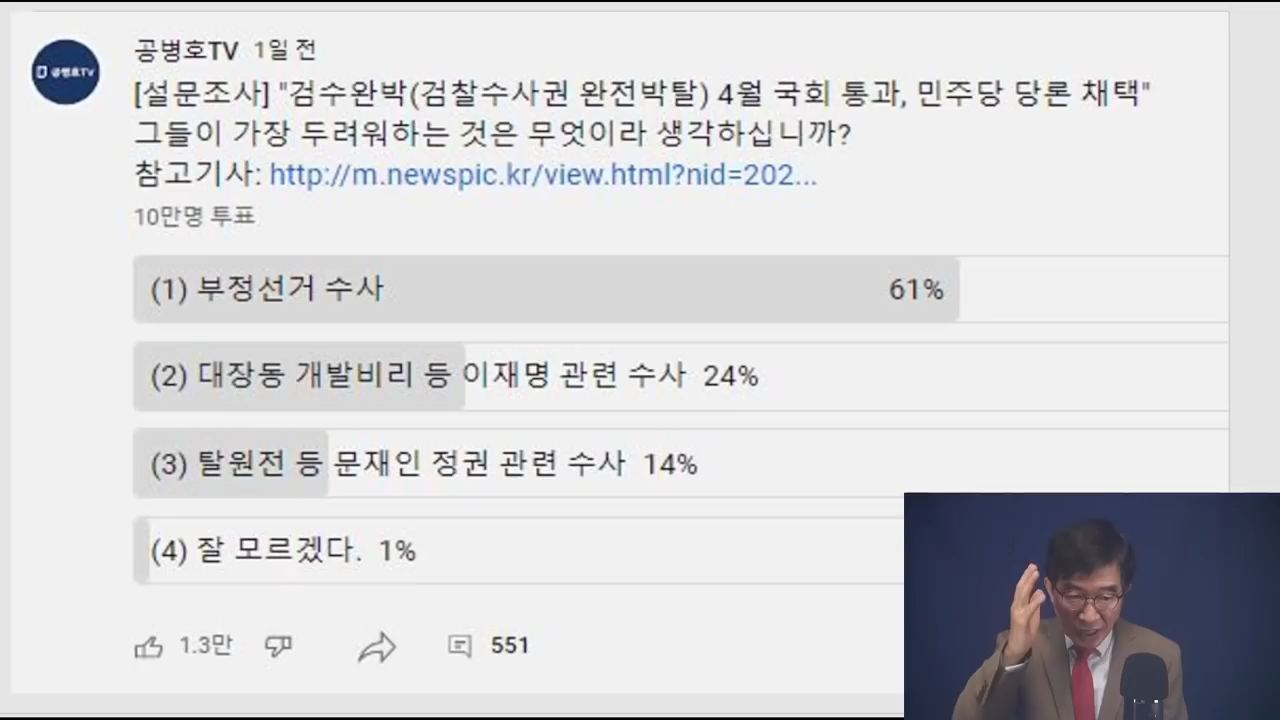 공병호TV 1일 전
공병호TV
[설문조사] "검수완박(검찰수사권 완전박탈) 4월 국회 통과, 민주당 당론 채택"
그들이 가장 두려워하는 것은 무엇이라 생각하십니까?
참고기사: http://m.newspic.kr/view.html?nid=202...
10만명 투표
(1) 부정선거 수사 61%
(2) 대장동 개발비리 등 이재명 관련 수사 24%
(3) 탈원전 등 문재인 정권 관련 수사 14%
(4) 잘 모르겠다. 1%
1.3만 551